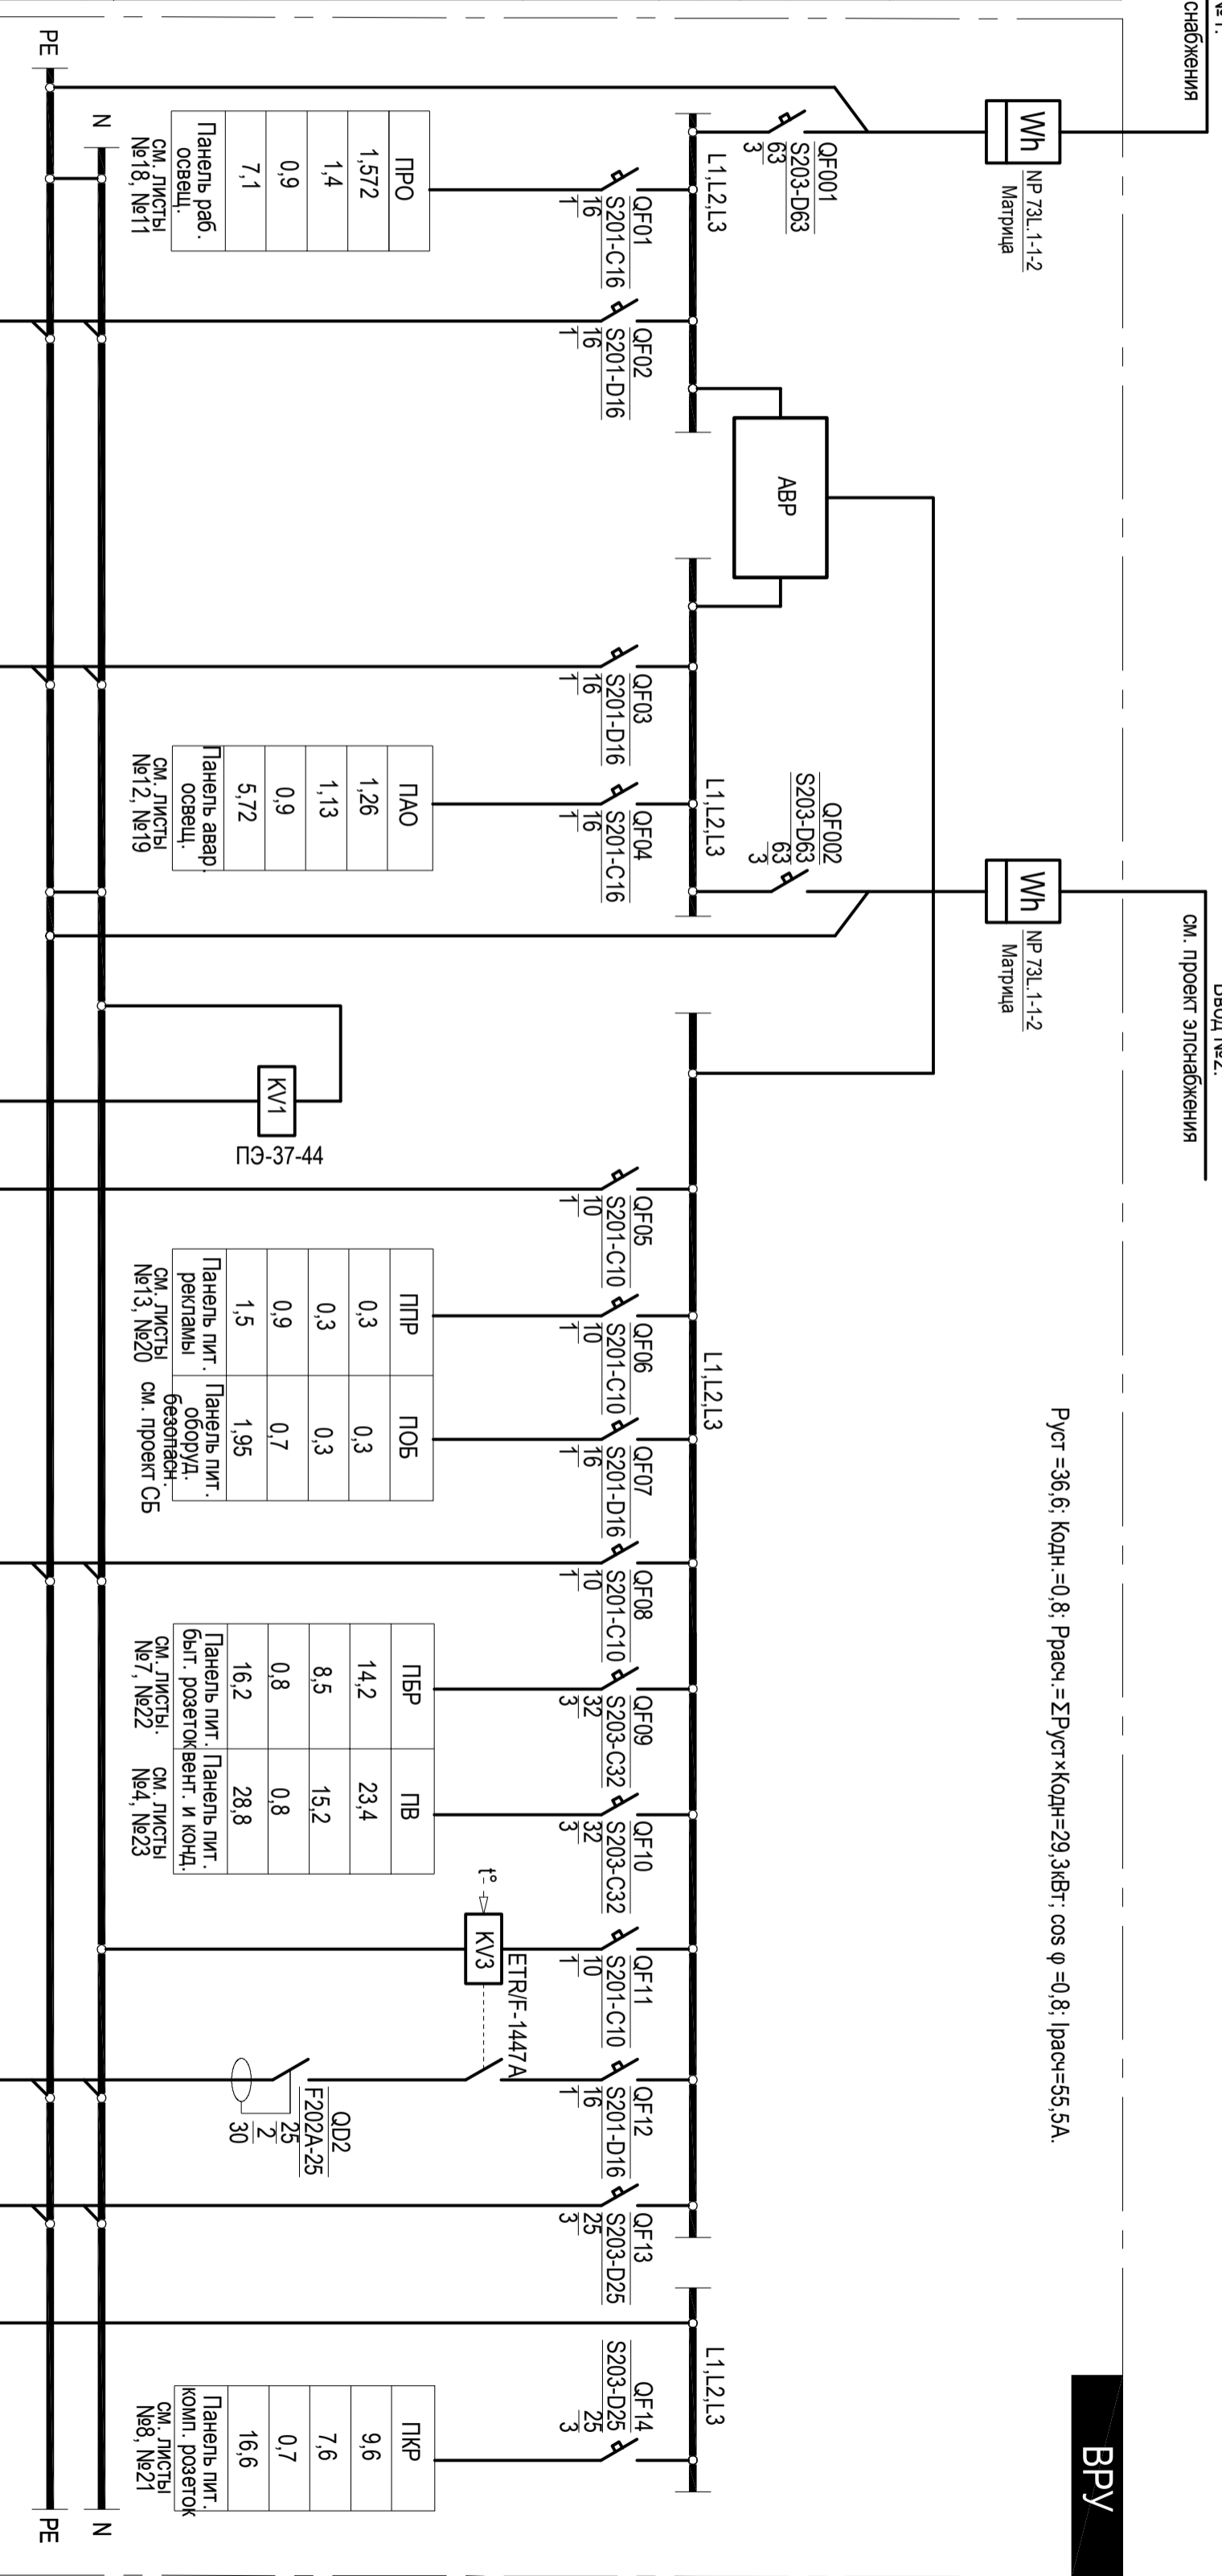 №1.
снабжения
Ввод №2.
см. проект элснабжения
ВРУ
Wh
NP 73L.1-1-2
Матрица
Wh
NP 73L.1-1-2
Матрица
Руст =36,6; Кодн.=0,8; Ррасч.=ΣРуст×Кодн=29,3кВт; cos φ =0,8; Iрасч=55,5А.
QF001
S203-D63
63
3
АВР
QF002
S203-D63
63
3
L1,L2,L3
L1,L2,L3
L1,L2,L3
L1,L2,L3
QF01
S201-C16
16
1
QF02
S201-D16
16
1
QF03
S201-D16
16
1
QF04
S201-C16
16
1
QF05
S201-C10
10
1
QF06
S201-C10
10
1
QF07
S201-D16
16
1
QF08
S201-C10
10
1
QF09
S203-C32
32
3
QF10
S203-C32
32
3
QF11
S201-C10
10
1
QF12
S201-D16
16
1
QF13
S203-D25
25
3
QF14
S203-D25
25
3
ETR/F-1447A
KV3
t°
QD2
F202A-25
25
2
30
KV1
ПЭ-37-44
ПРО
1,572
1,4
0,9
7,1
Панель раб.
освещ.
см. листы
№18, №11
ПАО
1,26
1,13
0,9
5,72
Панель авар.
освещ.
см. листы
№12, №19
ППР
0,3
0,3
0,9
1,5
Панель пит.
рекламы
см. листы
№13, №20
ПОБ
0,3
0,3
0,7
1,95
Панель пит.
оборуд.
безопасн.
см. проект СБ
ПБР
14,2
8,5
0,8
16,2
Панель пит.
быт. розеток
см. листы.
№7, №22
ПВ
23,4
15,2
0,8
28,8
Панель пит.
вент. и конд.
см. листы
№4, №23
ПКР
9,6
7,6
0,7
16,6
Панель пит.
комп. розеток
см. листы
№8, №21
N
N
PE
PE